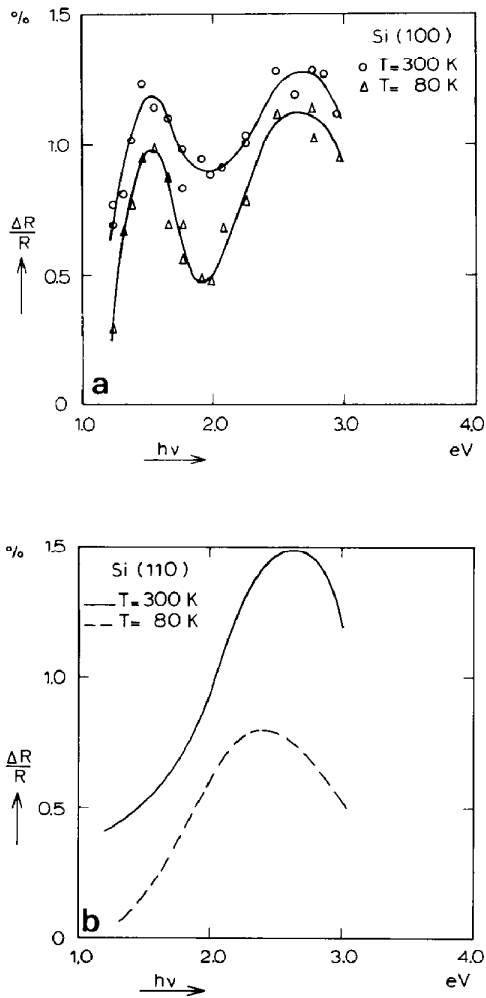 %
1.5
Si (100)
○ T=300 K
△ T= 80 K
1.0
ΔR
R
0.5
a
0
1.0
2.0
3.0
4.0
hν
eV
%
1.5
Si (110)
T=300 K
T= 80 K
1.0
ΔR
R
0.5
b
0
1.0
2.0
3.0
4.0
hν
eV